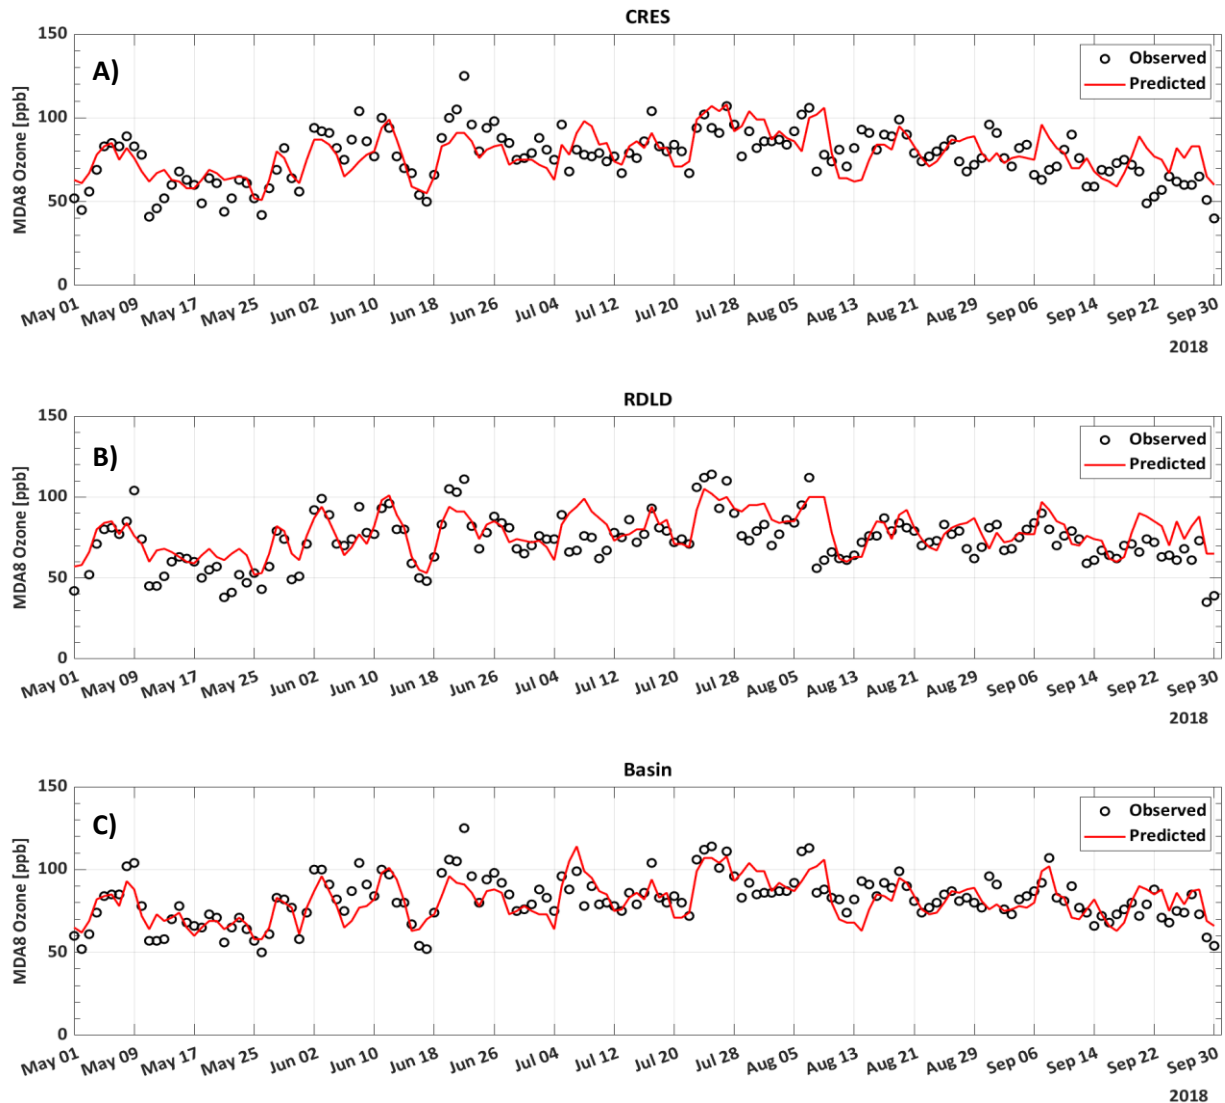 CRES
A)
Observed
Predicted
MDA8 Ozone [ppb]
150
100
50
0
May 01 May 09 May 17 May 25 Jun 02 Jun 10 Jun 18 Jun 26 Jul 04 Jul 12 Jul 20 Jul 28 Aug 05 Aug 13 Aug 21 Aug 29 Sep 06 Sep 14 Sep 22 Sep 30
2018
RDLD
B)
Observed
Predicted
MDA8 Ozone [ppb]
150
100
50
0
May 01 May 09 May 17 May 25 Jun 02 Jun 10 Jun 18 Jun 26 Jul 04 Jul 12 Jul 20 Jul 28 Aug 05 Aug 13 Aug 21 Aug 29 Sep 06 Sep 14 Sep 22 Sep 30
2018
Basin
C)
Observed
Predicted
MDA8 Ozone [ppb]
150
100
50
0
May 01 May 09 May 17 May 25 Jun 02 Jun 10 Jun 18 Jun 26 Jul 04 Jul 12 Jul 20 Jul 28 Aug 05 Aug 13 Aug 21 Aug 29 Sep 06 Sep 14 Sep 22 Sep 30
2018